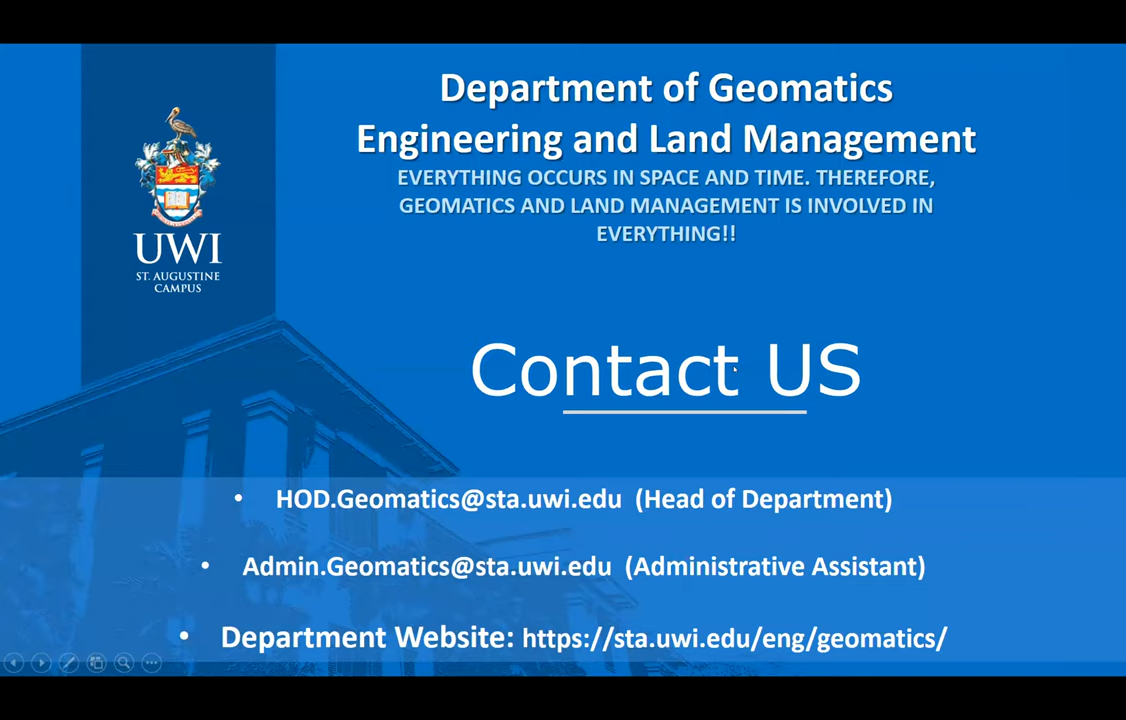 UWI
ST. AUGUSTINE
CAMPUS
Department of Geomatics
Engineering and Land Management
EVERYTHING OCCURS IN SPACE AND TIME. THEREFORE,
GEOMATICS AND LAND MANAGEMENT IS INVOLVED IN
EVERYTHING!!
Contact US
• HOD.Geomatics@sta.uwi.edu (Head of Department)
• Admin.Geomatics@sta.uwi.edu (Administrative Assistant)
• Department Website: https://sta.uwi.edu/eng/geomatics/